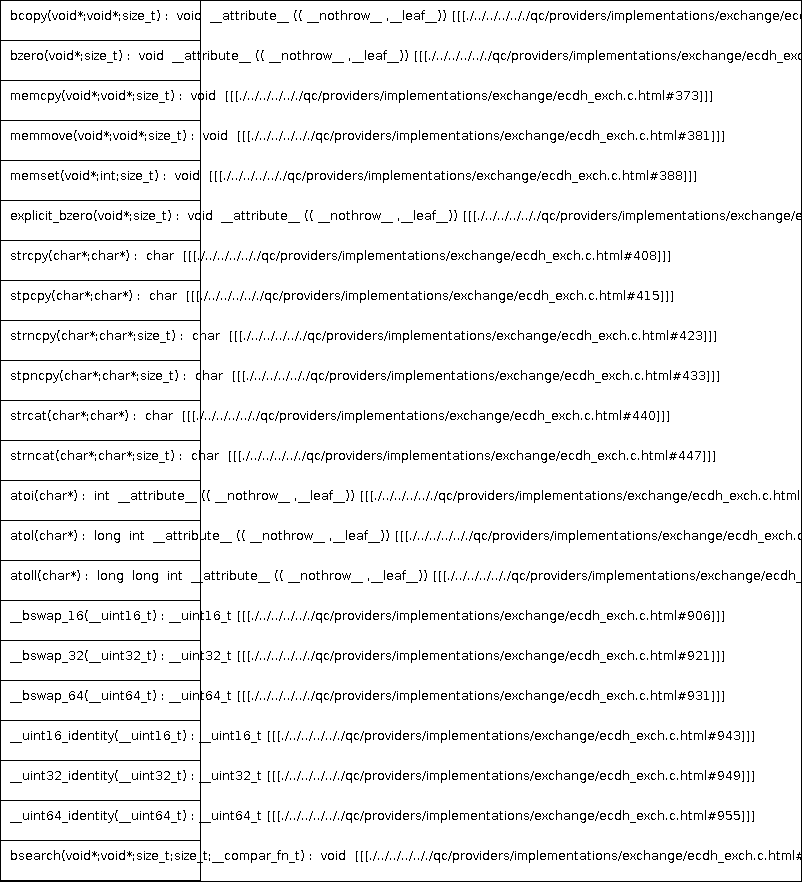 bcopy(void*;void*;size_t) : void __attribute__ (( __nothrow__ ,__leaf__)) [[[./../../../../qc/providers/implementations/exchange/ec
bzero(void*;size_t) : void __attribute__ (( __nothrow__ ,__leaf__)) [[[./../../../../qc/providers/implementations/exchange/ecdh_ex
memcpy(void*;void*;size_t) : void [[[./../../../../qc/providers/implementations/exchange/ecdh_exch.c.html#373]]]
memmove(void*;void*;size_t) : void [[[./../../../../qc/providers/implementations/exchange/ecdh_exch.c.html#381]]]
memset(void*;int;size_t) : void [[[./../../../../qc/providers/implementations/exchange/ecdh_exch.c.html#388]]]
explicit_bzero(void*;size_t) : void __attribute__ (( __nothrow__ ,__leaf__)) [[[./../../../../qc/providers/implementations/exchange/e
strcpy(char*;char*) : char [[[./../../../../qc/providers/implementations/exchange/ecdh_exch.c.html#408]]]
stpcpy(char*;char*) : char [[[./../../../../qc/providers/implementations/exchange/ecdh_exch.c.html#415]]]
strncpy(char*;char*;size_t) : char [[[./../../../../qc/providers/implementations/exchange/ecdh_exch.c.html#423]]]
stpncpy(char*;char*;size_t) : char [[[./../../../../qc/providers/implementations/exchange/ecdh_exch.c.html#433]]]
strcat(char*;char*) : char [[[./../../../../qc/providers/implementations/exchange/ecdh_exch.c.html#440]]]
strncat(char*;char*;size_t) : char [[[./../../../../qc/providers/implementations/exchange/ecdh_exch.c.html#447]]]
atoi(char*) : int __attribute__ (( __nothrow__ ,__leaf__)) [[[./../../../../qc/providers/implementations/exchange/ecdh_exch.c.html
atol(char*) : long int __attribute__ (( __nothrow__ ,__leaf__)) [[[./../../../../qc/providers/implementations/exchange/ecdh_exch.c
atoll(char*) : long long int __attribute__ (( __nothrow__ ,__leaf__)) [[[./../../../../qc/providers/implementations/exchange/ecdh_
__bswap_16(__uint16_t) : __uint16_t [[[./../../../../qc/providers/implementations/exchange/ecdh_exch.c.html#906]]]
__bswap_32(__uint32_t) : __uint32_t [[[./../../../../qc/providers/implementations/exchange/ecdh_exch.c.html#921]]]
__bswap_64(__uint64_t) : __uint64_t [[[./../../../../qc/providers/implementations/exchange/ecdh_exch.c.html#931]]]
__uint16_identity(__uint16_t) : __uint16_t [[[./../../../../qc/providers/implementations/exchange/ecdh_exch.c.html#943]]]
__uint32_identity(__uint32_t) : __uint32_t [[[./../../../../qc/providers/implementations/exchange/ecdh_exch.c.html#949]]]
__uint64_identity(__uint64_t) : __uint64_t [[[./../../../../qc/providers/implementations/exchange/ecdh_exch.c.html#955]]]
bsearch(void*;void*;size_t;size_t;__compar_fn_t) : void [[[./../../../../qc/providers/implementations/exchange/ecdh_exch.c.html#